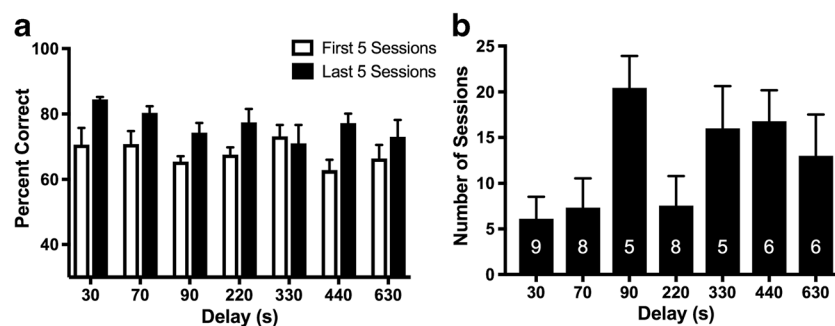 a
100
80
60
40
Percent Correct
First 5 Sessions
Last 5 Sessions
30 70 90 220 330 440 630
Delay (s)
b
25
20
15
10
5
0
Number of Sessions
9 8 5 8 5 6 6
30 70 90 220 330 440 630
Delay (s)